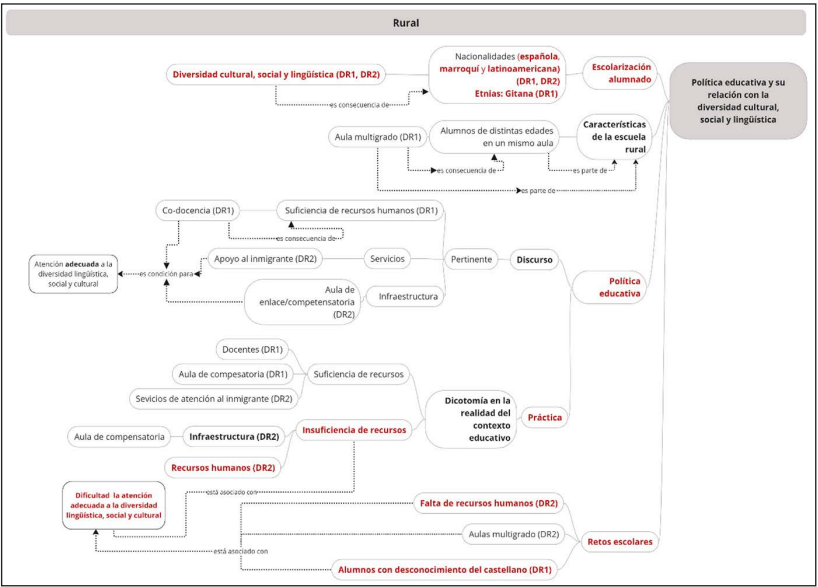 Rural
Diversidad cultural, social y lingüística (DR1, DR2)
Nacionalidades (española,
marroquí y latinoamericana)
(DR1, DR2)
Etnias: Gitana (DR1)
Escolarización
alumnado
Política educativa y su
relación con la
diversidad cultural,
social y lingüística
es consecuencia de
Aula multigrado (DR1)
Alumnos de distintas edades
en un mismo aula
Características
de la escuela
rural
es consecuencia de
es parte de
es parte de
Co-docencia (DR1)
Suficiencia de recursos humanos (DR1)
es consecuencia de
Atención adecuada a la
diversidad lingüística,
social y cultural
es condición para
Apoyo al inmigrante (DR2)
Servicios
Pertinente
Discurso
Aula de
enlace/competensatoria
(DR2)
Infraestructura
Política
educativa
Docentes (DR1)
Aula de compesatoria (DR1)
Suficiencia de recursos
Sevicios de atención al inmigrante (DR2)
Dicotomía en la
realidad del
contexto
educativo
Práctica
Aula de compensatoria
Infraestructura (DR2)
Insuficiencia de recursos
Recursos humanos (DR2)
Dificultad la atención
adecuada a la diversidad
lingüística, social y cultural
está asociado con
Falta de recursos humanos (DR2)
Aulas multigrado (DR2)
Retos escolares
está asociado con
Alumnos con desconocimiento del castellano (DR1)